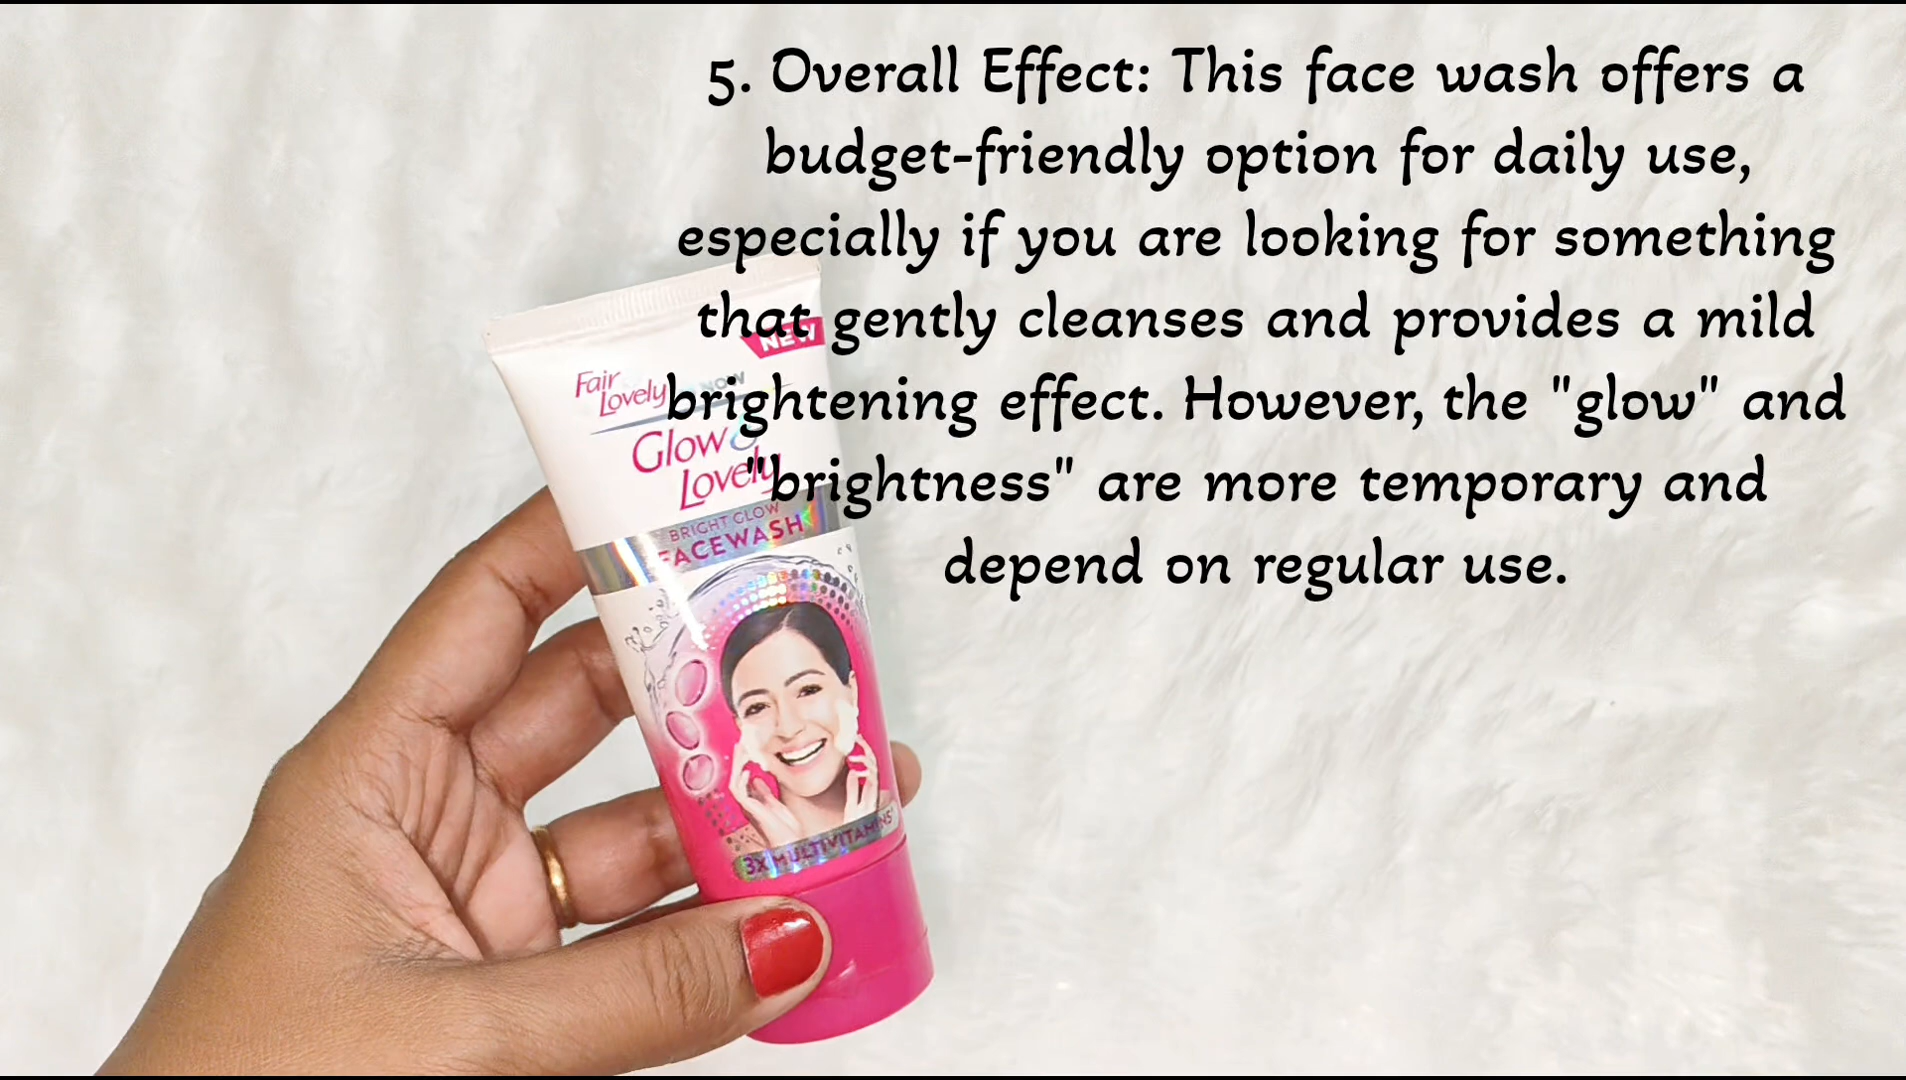 5. Overall Effect: This face wash offers a
budget-friendly option for daily use,
especially if you are looking for something
that gently cleanses and provides a mild
brightening effect. However, the "glow" and
"brightness" are more temporary and
depend on regular use.
NEW
Fair
Lovely
NOW
Glow &
Lovely
BRIGHT GLOW
FACEWASH
3X MULTIVITAMINS